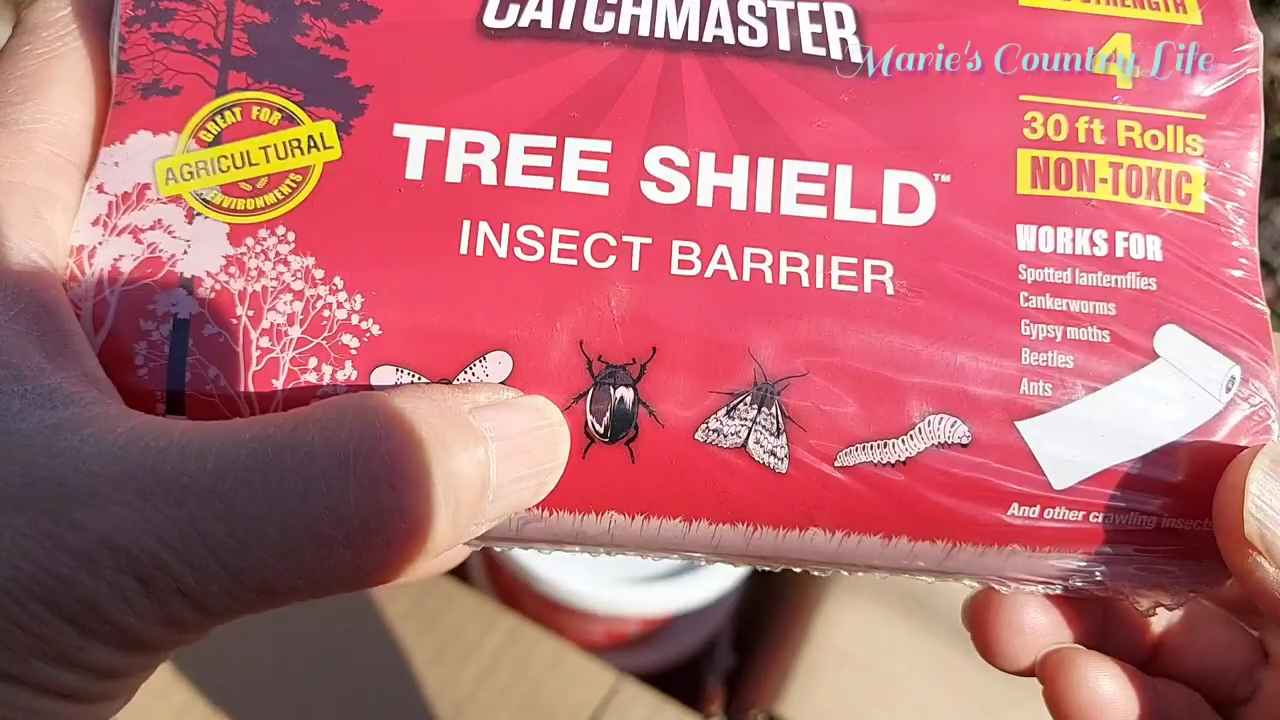 CATCHMASTER
STRENGTH
Marie's Country Life
4
30 ft Rolls
NON-TOXIC
GREAT FOR
AGRICULTURAL
ENVIRONMENTS
TREE SHIELD™
INSECT BARRIER
WORKS FOR
Spotted lanternflies
Cankerworms
Gypsy moths
Beetles
Ants
And other crawling insects